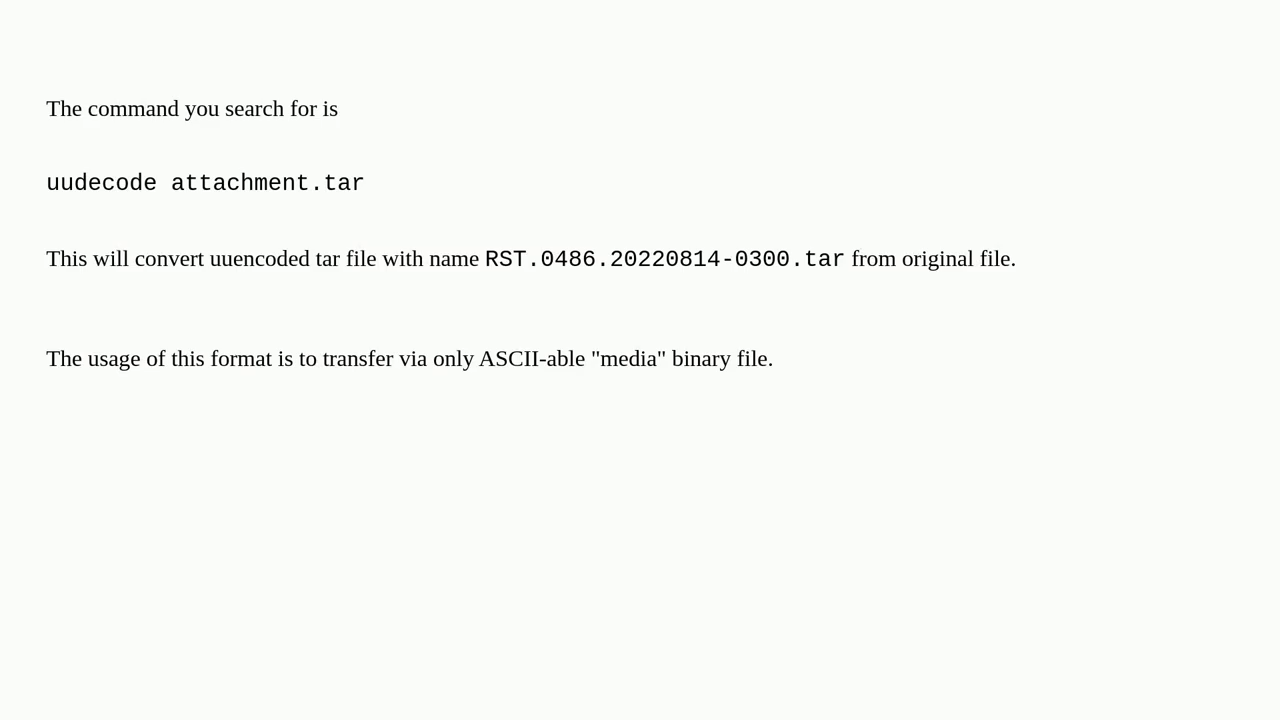 The command you search for is
uudecode attachment.tar
This will convert uuencoded tar file with name RST.0486.20220814-0300.tar from original file.
The usage of this format is to transfer via only ASCII-able "media" binary file.